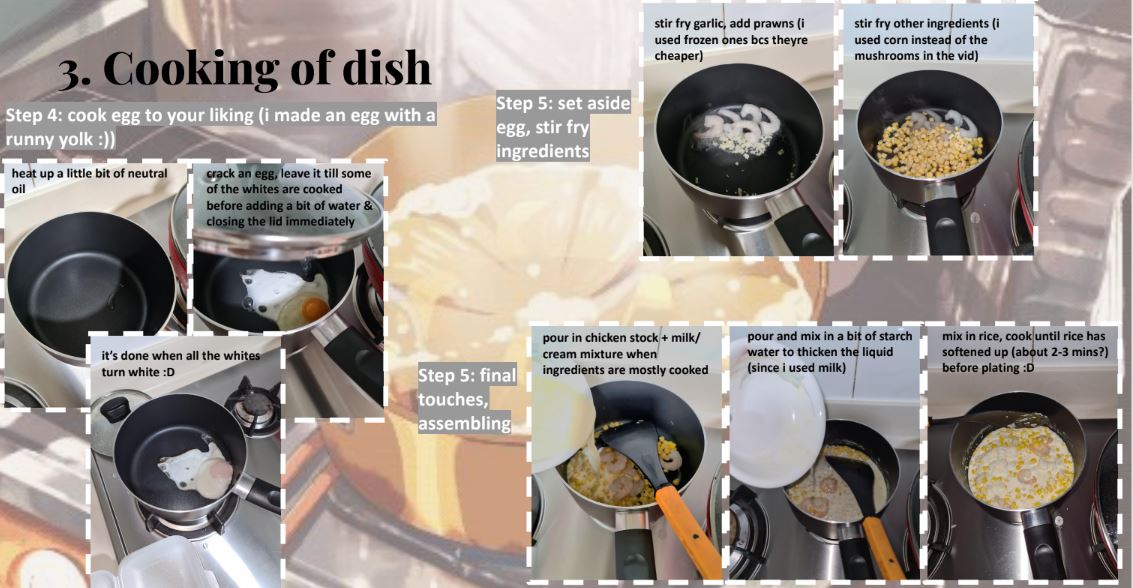 3. Cooking of dish
Step 4: cook egg to your liking (i made an egg with a
runny yolk :))
heat up a little bit of neutral
oil
crack an egg, leave it till some
of the whites are cooked
before adding a bit of water &
closing the lid immediately
it's done when all the whites
turn white :D
Step 5: set aside
egg, stir fry
ingredients
stir fry garlic, add prawns (i
used frozen ones bcs theyre
cheaper)
stir fry other ingredients (i
used corn instead of the
mushrooms in the vid)
Step 5: final
touches,
assembling
pour in chicken stock + milk/
cream mixture when
ingredients are mostly cooked
pour and mix in a bit of starch
water to thicken the liquid
(since i used milk)
mix in rice, cook until rice has
softened up (about 2-3 mins?)
before plating :D